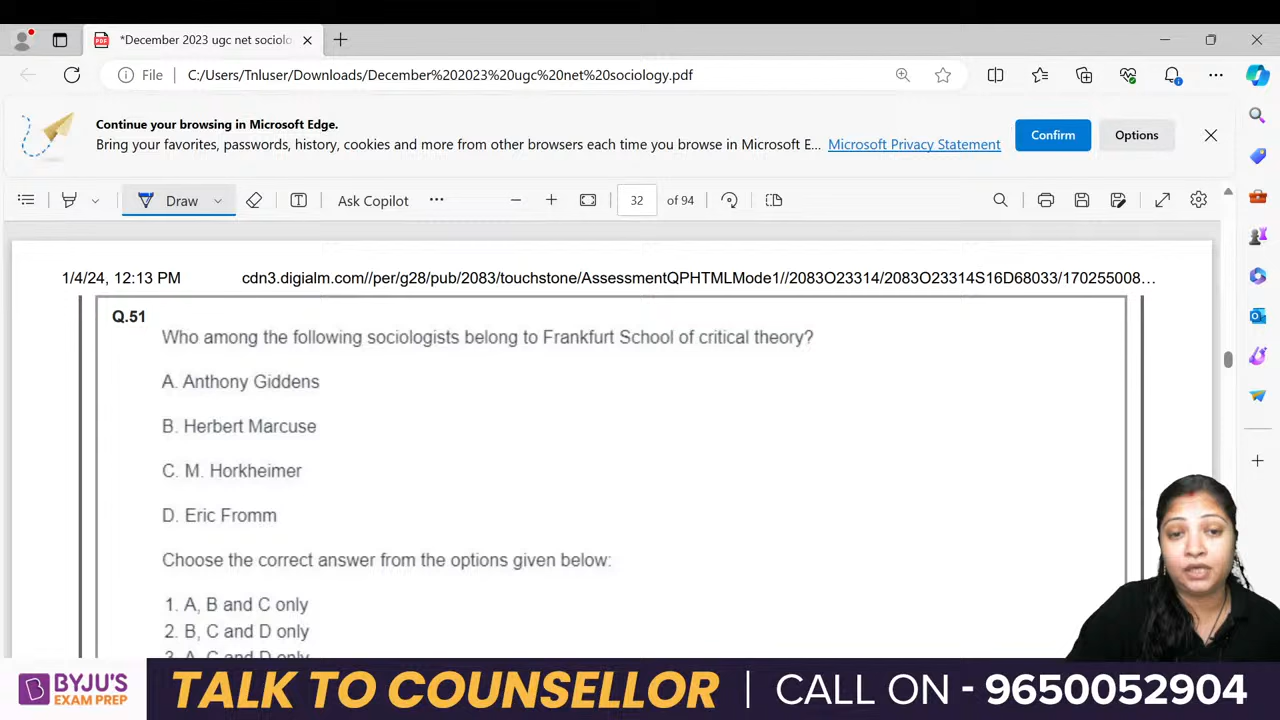 *December 2023 ugc net sociolo
File C:/Users/Tnluser/Downloads/December%202023%20ugc%20net%20sociology.pdf
Continue your browsing in Microsoft Edge.
Bring your favorites, passwords, history, cookies and more from other browsers each time you browse in Microsoft E... Microsoft Privacy Statement
Confirm
Options
Draw
Ask Copilot
32 of 94
1/4/24, 12:13 PM
cdn3.digialm.com//per/g28/pub/2083/touchstone/AssessmentQPHTMLMode1//2083O23314/2083O23314S16D68033/170255008…
Q.51
Who among the following sociologists belong to Frankfurt School of critical theory?
A. Anthony Giddens
B. Herbert Marcuse
C. M. Horkheimer
D. Eric Fromm
Choose the correct answer from the options given below:
1. A, B and C only
2. B, C and D only
3. A, C and D only
BYJU'S
EXAM PREP
TALK TO COUNSELLOR | CALL ON - 9650052904